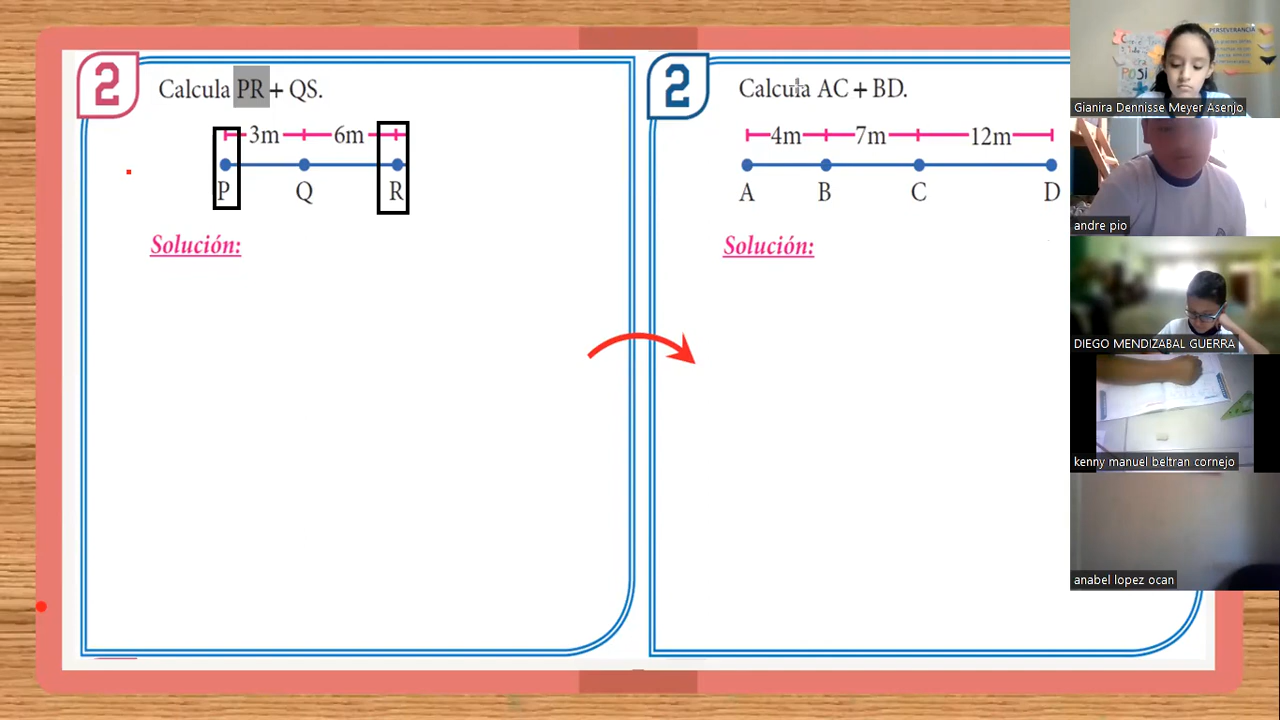 2
Calcula PR + QS.
3m 6m
P Q R
Solución:
2
Calcula AC + BD.
4m 7m 12m
A B C D
Solución:
PERSEVERANCIA
Gianira Dennisse Meyer Asenjo
andre pio
DIEGO MENDIZABAL GUERRA
kenny manuel beltran cornejo
anabel lopez ocan